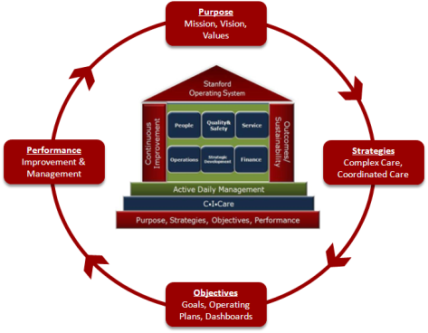 Purpose
Mission, Vision,
Values
Stanford
Operating System
Continuous
Improvement
People
Quality&
Safety
Service
Operations
Strategic
Development
Finance
Outcomes/
Sustainability
Performance
Improvement &
Management
Strategies
Complex Care,
Coordinated Care
Active Daily Management
C•I•Care
Purpose, Strategies, Objectives, Performance
Objectives
Goals, Operating
Plans, Dashboards